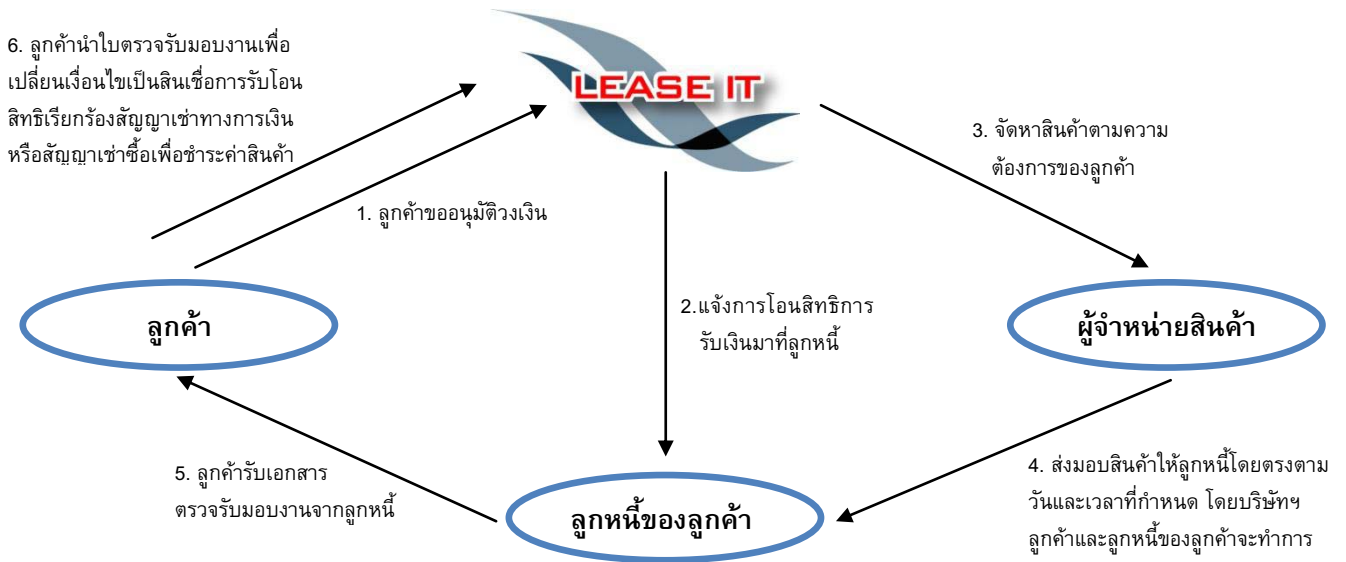 6. ลูกค้านำใบตรวจรับมอบงานเพื่อ
เปลี่ยนเงื่อนไขเป็นสินเชื่อการรับโอน
สิทธิเรียกร้องสัญญาเช่าทางการเงิน
หรือสัญญาเช่าซื้อเพื่อชำระค่าสินค้า
LEASE IT
3. จัดหาสินค้าตามความ
ต้องการของลูกค้า
1. ลูกค้าขออนุมัติวงเงิน
2.แจ้งการโอนสิทธิการ
รับเงินมาที่ลูกหนี้
ลูกค้า
ผู้จำหน่ายสินค้า
5. ลูกค้ารับเอกสาร
ตรวจรับมอบงานจากลูกหนี้
ลูกหนี้ของลูกค้า
4. ส่งมอบสินค้าให้ลูกหนี้โดยตรงตาม
วันและเวลาที่กำหนด โดยบริษัทฯ
ลูกค้าและลูกหนี้ของลูกค้าจะทำการ